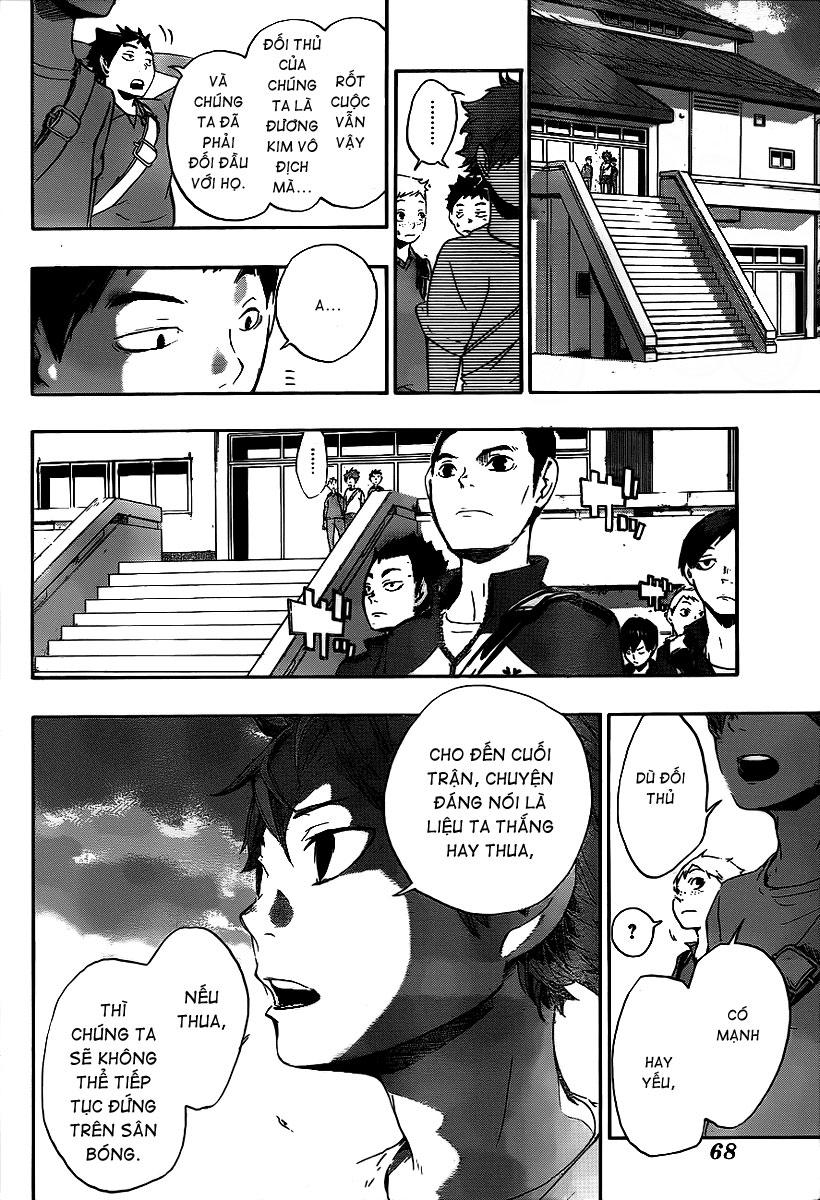 ......
RỐT
CUỘC
VẪN
VẬY
ĐỐI THỦ
CỦA
CHÚNG
TA LÀ
ĐƯƠNG
KIM VÔ
ĐỊCH
MÀ...
VÀ
CHÚNG
TA ĐÃ
PHẢI
ĐỐI ĐẦU
VỚI HỌ.
A...
......
DÙ ĐỐI
THỦ
?
CÓ
MẠNH
HAY
YẾU,
CHO ĐẾN CUỐI
TRẬN, CHUYỆN
ĐÁNG NÓI LÀ
LIỆU TA THẮNG
HAY THUA,
NẾU
THUA,
THÌ
CHÚNG TA
SẼ KHÔNG
THỂ TIẾP
TỤC ĐỨNG
TRÊN SÂN
BÓNG.
68